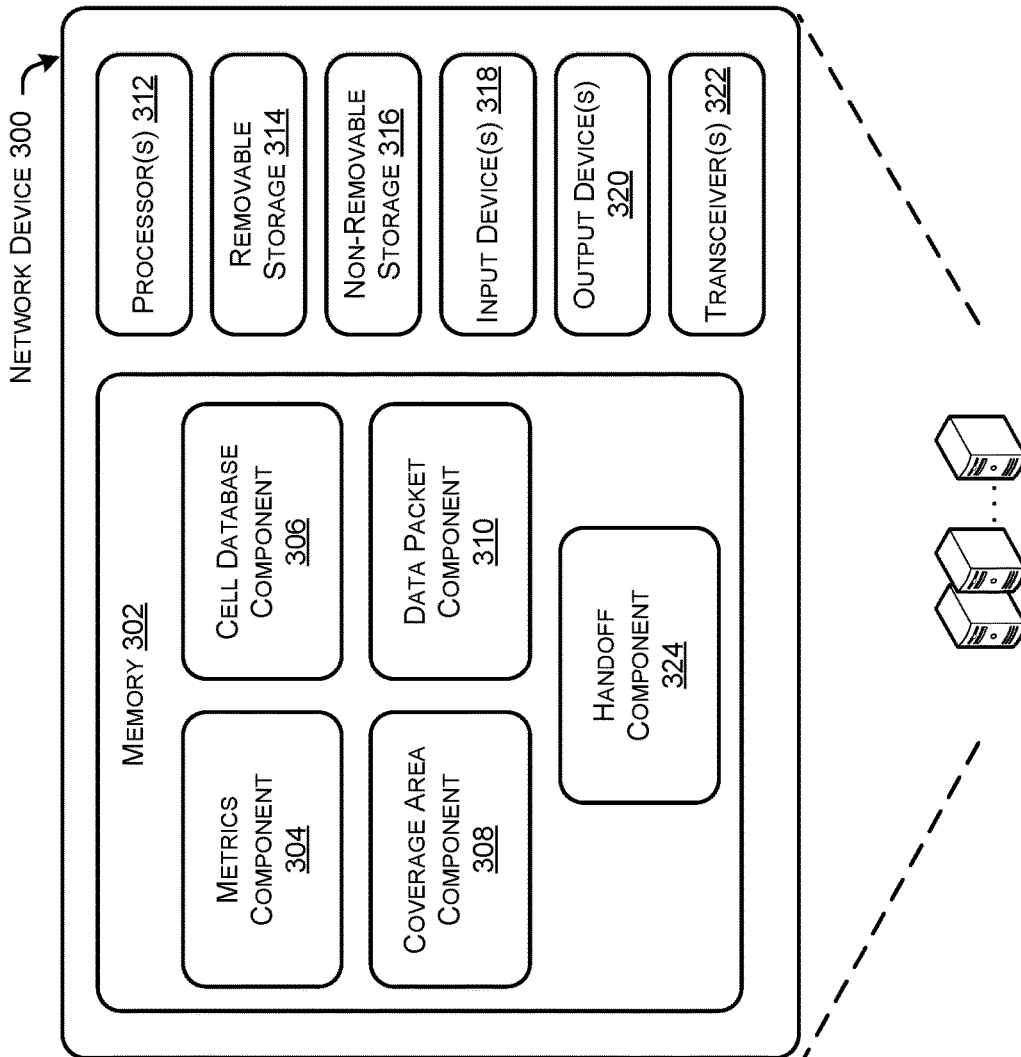 NETWORK DEVICE 300
MEMORY 302
METRICS
COMPONENT
304
CELL DATABASE
COMPONENT
306
COVERAGE AREA
COMPONENT
308
DATA PACKET
COMPONENT
310
HANDOFF
COMPONENT
324
PROCESSOR(S) 312
REMOVABLE
STORAGE 314
NON-REMOVABLE
STORAGE 316
INPUT DEVICE(S) 318
OUTPUT DEVICE(S)
320
TRANSCEIVER(S) 322